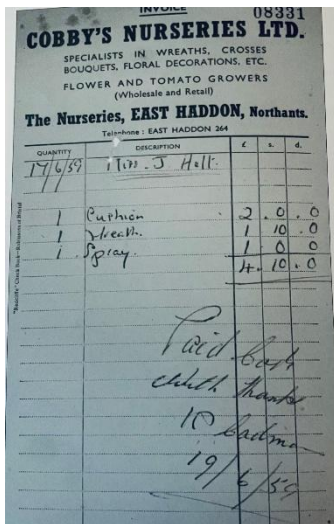 INVOICE
08331
COBBY'S NURSERIES LTD.
SPECIALISTS IN WREATHS, CROSSES
BOUQUETS, FLORAL DECORATIONS, ETC.
FLOWER AND TOMATO GROWERS
(Wholesale and Retail)
The Nurseries, EAST HADDON, Northants.
Telephone : EAST HADDON 264
QUANTITY DESCRIPTION £ s. d.
17/6/59 J Hall.
1 Cushion 2.0.0
1 Wreath. 1 10.0
1 Spray. 1 0 0
4.10.0
Paid Cash
With Thanks
19/6/59